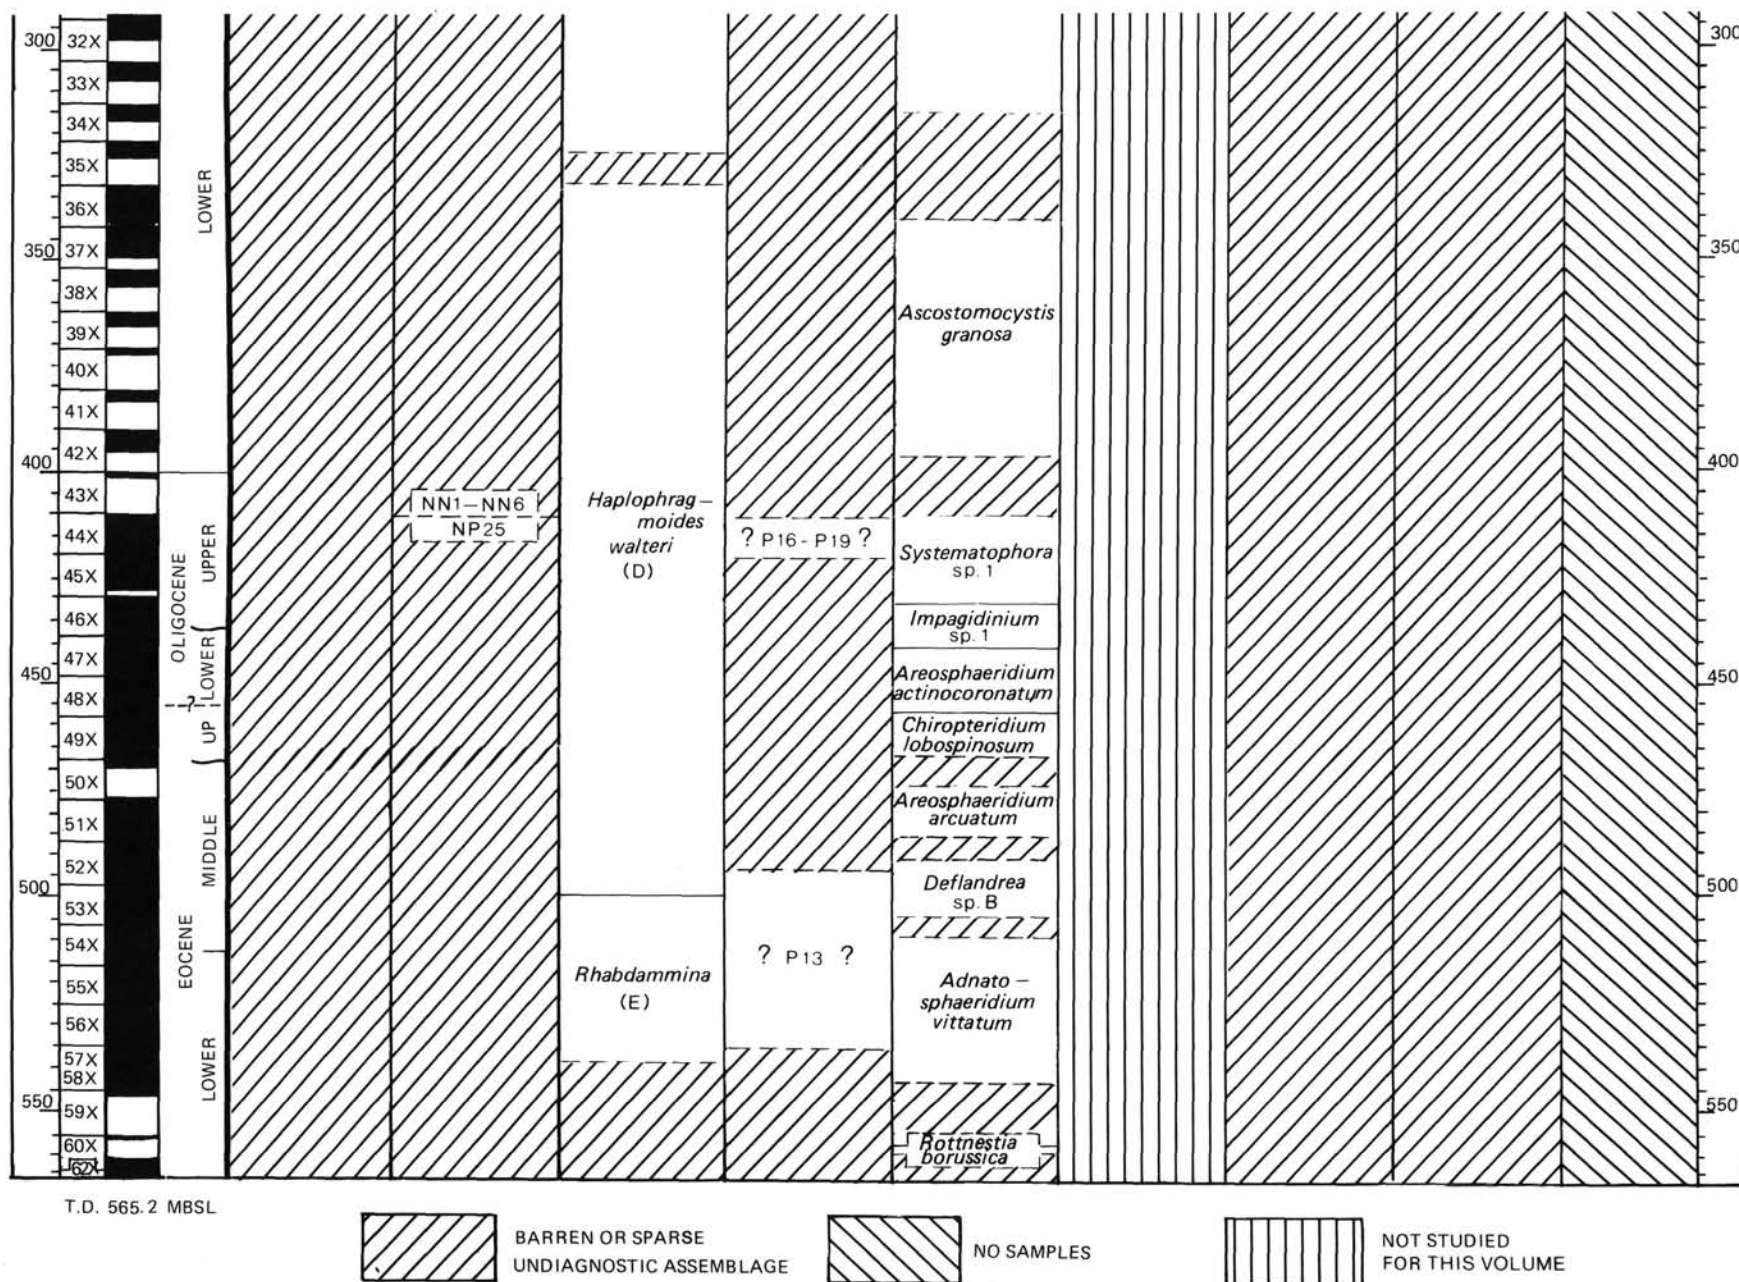 300
350
400
450
500
550
32X
33X
34X
35X
36X
37X
38X
39X
40X
41X
42X
43X
44X
45X
46X
47X
48X
49X
50X
51X
52X
53X
54X
55X
56X
57X
58X
59X
60X
62X
LOWER
OLIGOCENE
UPPER
LOWER
?
UP
EOCENE
MIDDLE
LOWER
NN1–NN6
NP25
Haplophrag–
moides
walteri
(D)
Rhabdammina
(E)
? P16 - P19 ?
? P13 ?
Ascostomocystis
granosa
Systematophora
sp. 1
Impagidinium
sp. 1
Areosphaeridium
actinocoronatum
Chiropteridium
lobospinosum
Areosphaeridium
arcuatum
Deflandrea
sp. B
Adnato –
sphaeridium
vittatum
Rottnestia
borussica
300
350
400
450
500
550
T.D. 565.2 MBSL
BARREN OR SPARSE
UNDIAGNOSTIC ASSEMBLAGE
NO SAMPLES
NOT STUDIED
FOR THIS VOLUME